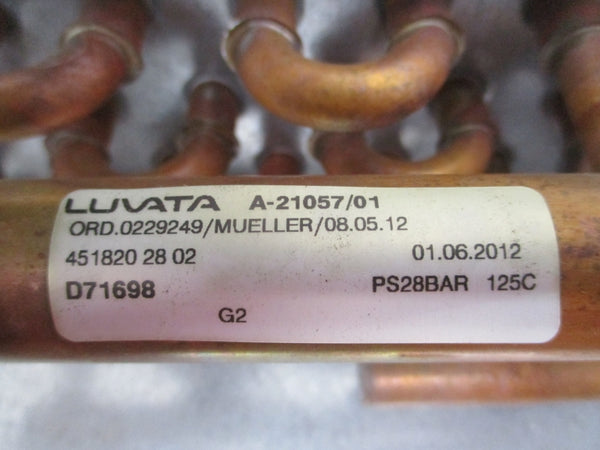 LUVATA A-21057/01
ORD.0229249/MUELLER/08.05.12
451820 28 02 01.06.2012
D71698 PS28BAR 125C
G2